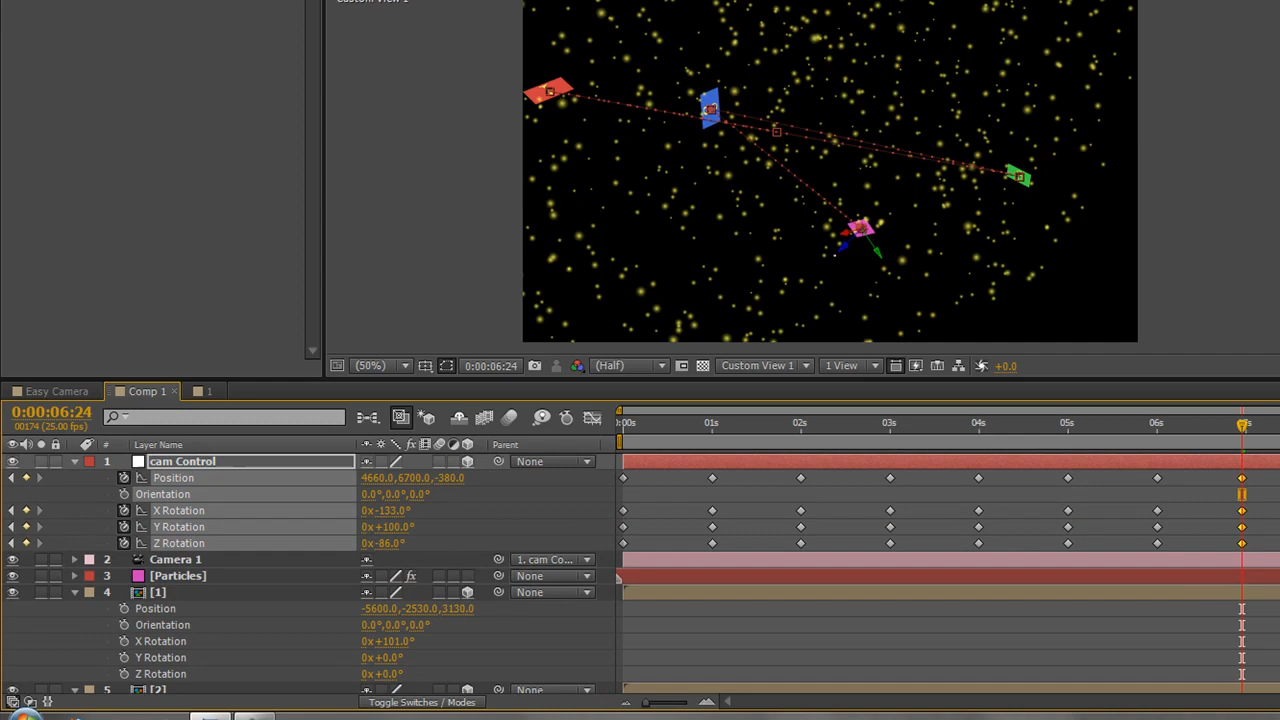 Custom View 1
(50%) 0:00:06:24 (Half) Custom View 1 1 View +0.0
Easy Camera Comp 1 × 1
0:00:06:24
00174 (25.00 fps)
:00s 01s 02s 03s 04s 05s 06s
# Layer Name Parent
1 cam Control None
Position 4660.0,6700.0,-380.0
Orientation 0.0°,0.0°,0.0°
X Rotation 0x-133.0°
Y Rotation 0x+100.0°
Z Rotation 0x-86.0°
2 Camera 1 1. cam Co...
3 [Particles] fx None
4 [1] None
Position -5600.0,-2530.0,3130.0
Orientation 0.0°,0.0°,0.0°
X Rotation 0x+101.0°
Y Rotation 0x+0.0°
Z Rotation 0x+0.0°
5 [2] None
Toggle Switches / Modes